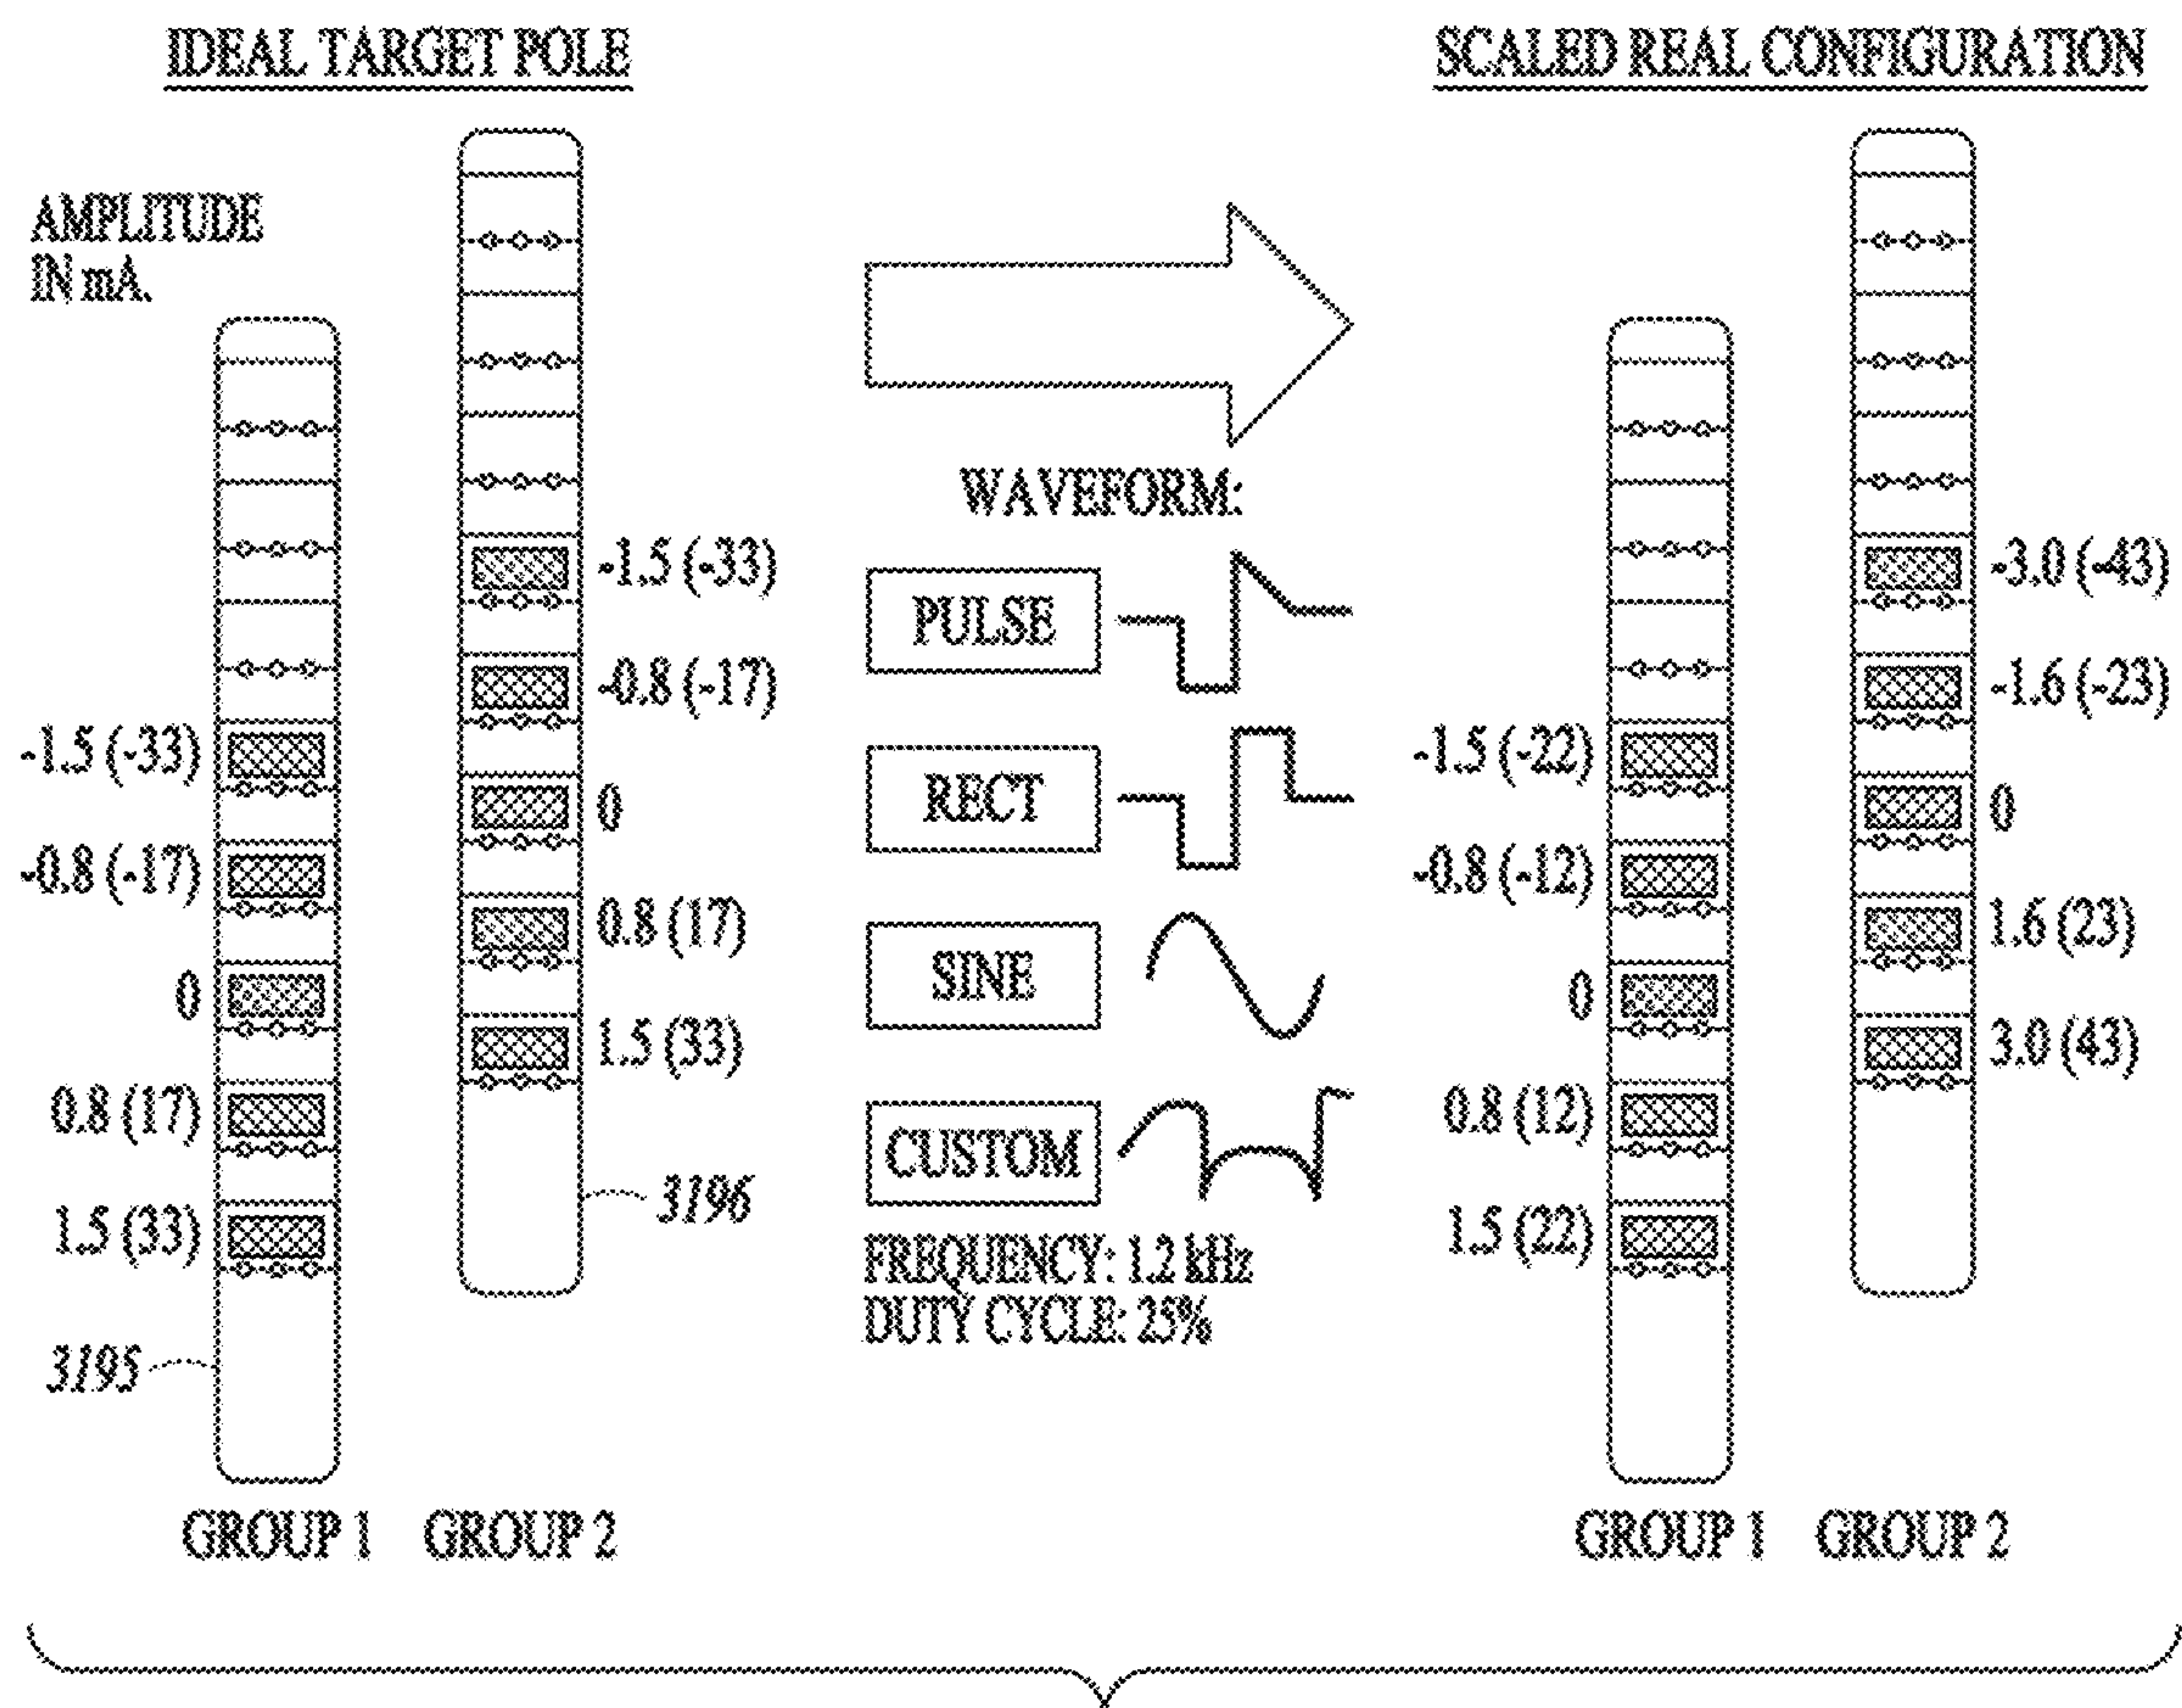 IDEAL TARGET POLE
SCALED REAL CONFIGURATION
AMPLITUDE
IN mA.
-1.5 (-33)
-0.8 (-17)
0
0.8 (17)
1.5 (33)
3195
-1.5 (-33)
-0.8 (-17)
0
0.8 (17)
1.5 (33)
3196
WAVEFORM:
PULSE
RECT
SINE
CUSTOM
FREQUENCY: 1.2 kHz
DUTY CYCLE: 25%
-1.5 (-22)
-0.8 (-12)
0
0.8 (12)
1.5 (22)
-3.0 (-43)
-1.6 (-23)
0
1.6 (23)
3.0 (43)
GROUP 1
GROUP 2
GROUP 1
GROUP 2